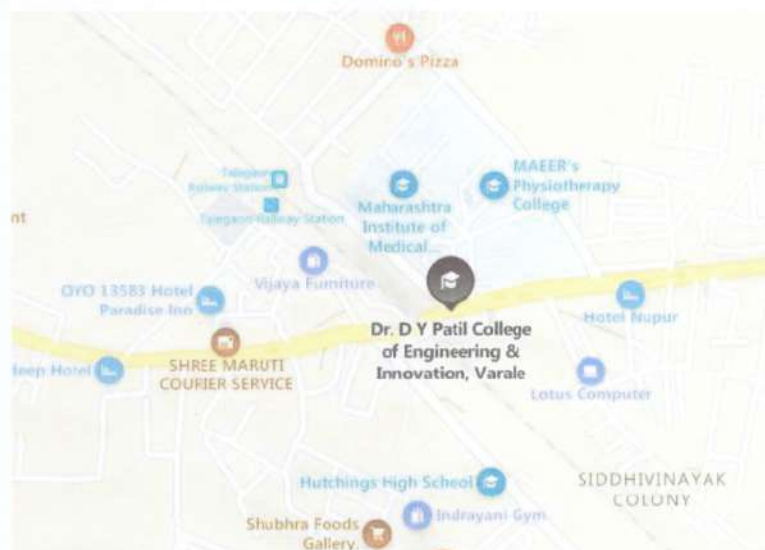 Domino's Pizza
Talegaon
Railway Station
Talegaon Railway Station
MAEER's
Physiotherapy
College
Maharashtra
Institute of
Medical...
nt
Vijaya Furniture
OYO 13583 Hotel
Paradise Inn
Hotel Nupur
Dr. D Y Patil College
of Engineering &
Innovation, Varale
SHREE MARUTI
COURIER SERVICE
deep Hotel
Lotus Computer
Hutchings High School
SIDDHIVINAYAK
COLONY
Indrayani Gym
Shubhra Foods
Gallery.